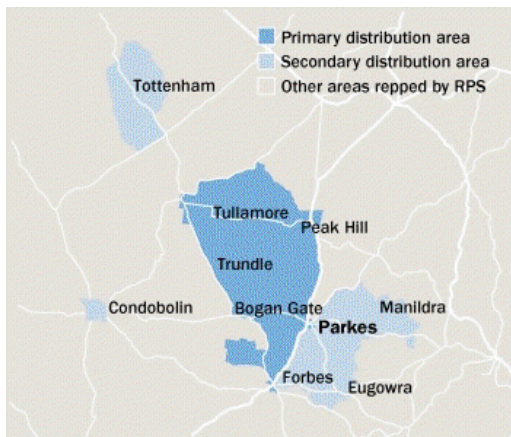 Primary distribution area
Secondary distribution area
Other areas repped by RPS
Tottenham
Tullamore
Peak Hill
Trundle
Condobolin
Bogan Gate
Manildra
Parkes
Forbes
Eugowra